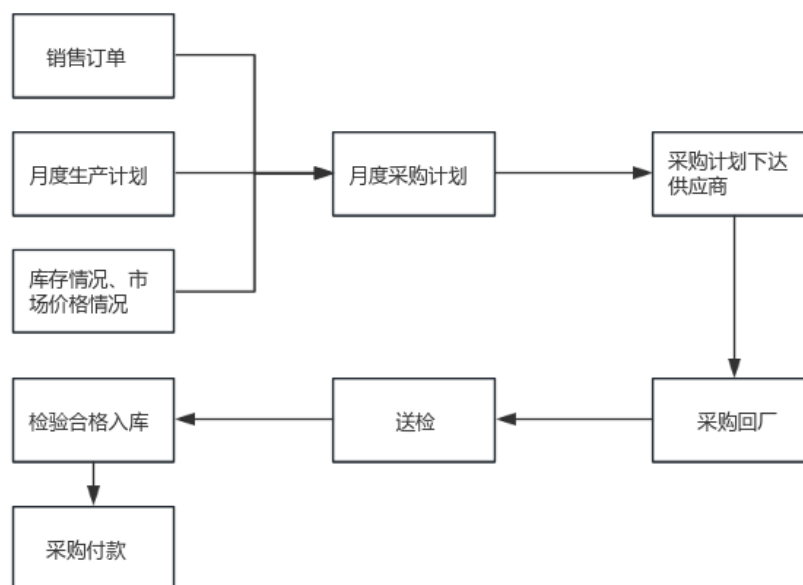 销售订单
月度生产计划
月度采购计划
采购计划下达
供应商
库存情况、市
场价格情况
检验合格入库
送检
采购回厂
采购付款